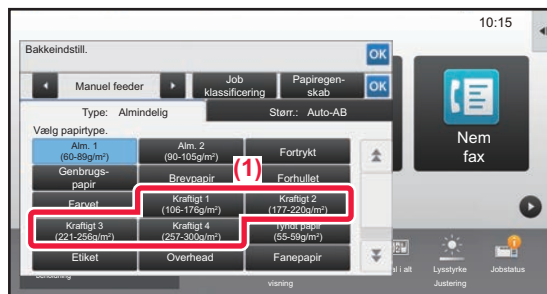 10:15
Bakkeindstill.
OK
Manuel feeder
Job
klassificering
Papiregen-
skab
OK
Type: Almindelig
Størr.: Auto-AB
Vælg papirtype.
Alm. 1
(60-89g/m²)
Alm. 2
(90-105g/m²)
Fortrykt
Genbrugs-
papir
Brevpapir
(1)
Forhullet
Farvet
Kraftigt 1
(106-176g/m²)
Kraftigt 2
(177-220g/m²)
Kraftigt 3
(221-256g/m²)
Kraftigt 4
(257-300g/m²)
Tyndt papir
(55-59g/m²)
Etiket
Overhead
Fanepapir
Nem
fax
al i alt
Lysstyrke
Justering
Jobstatus
visning